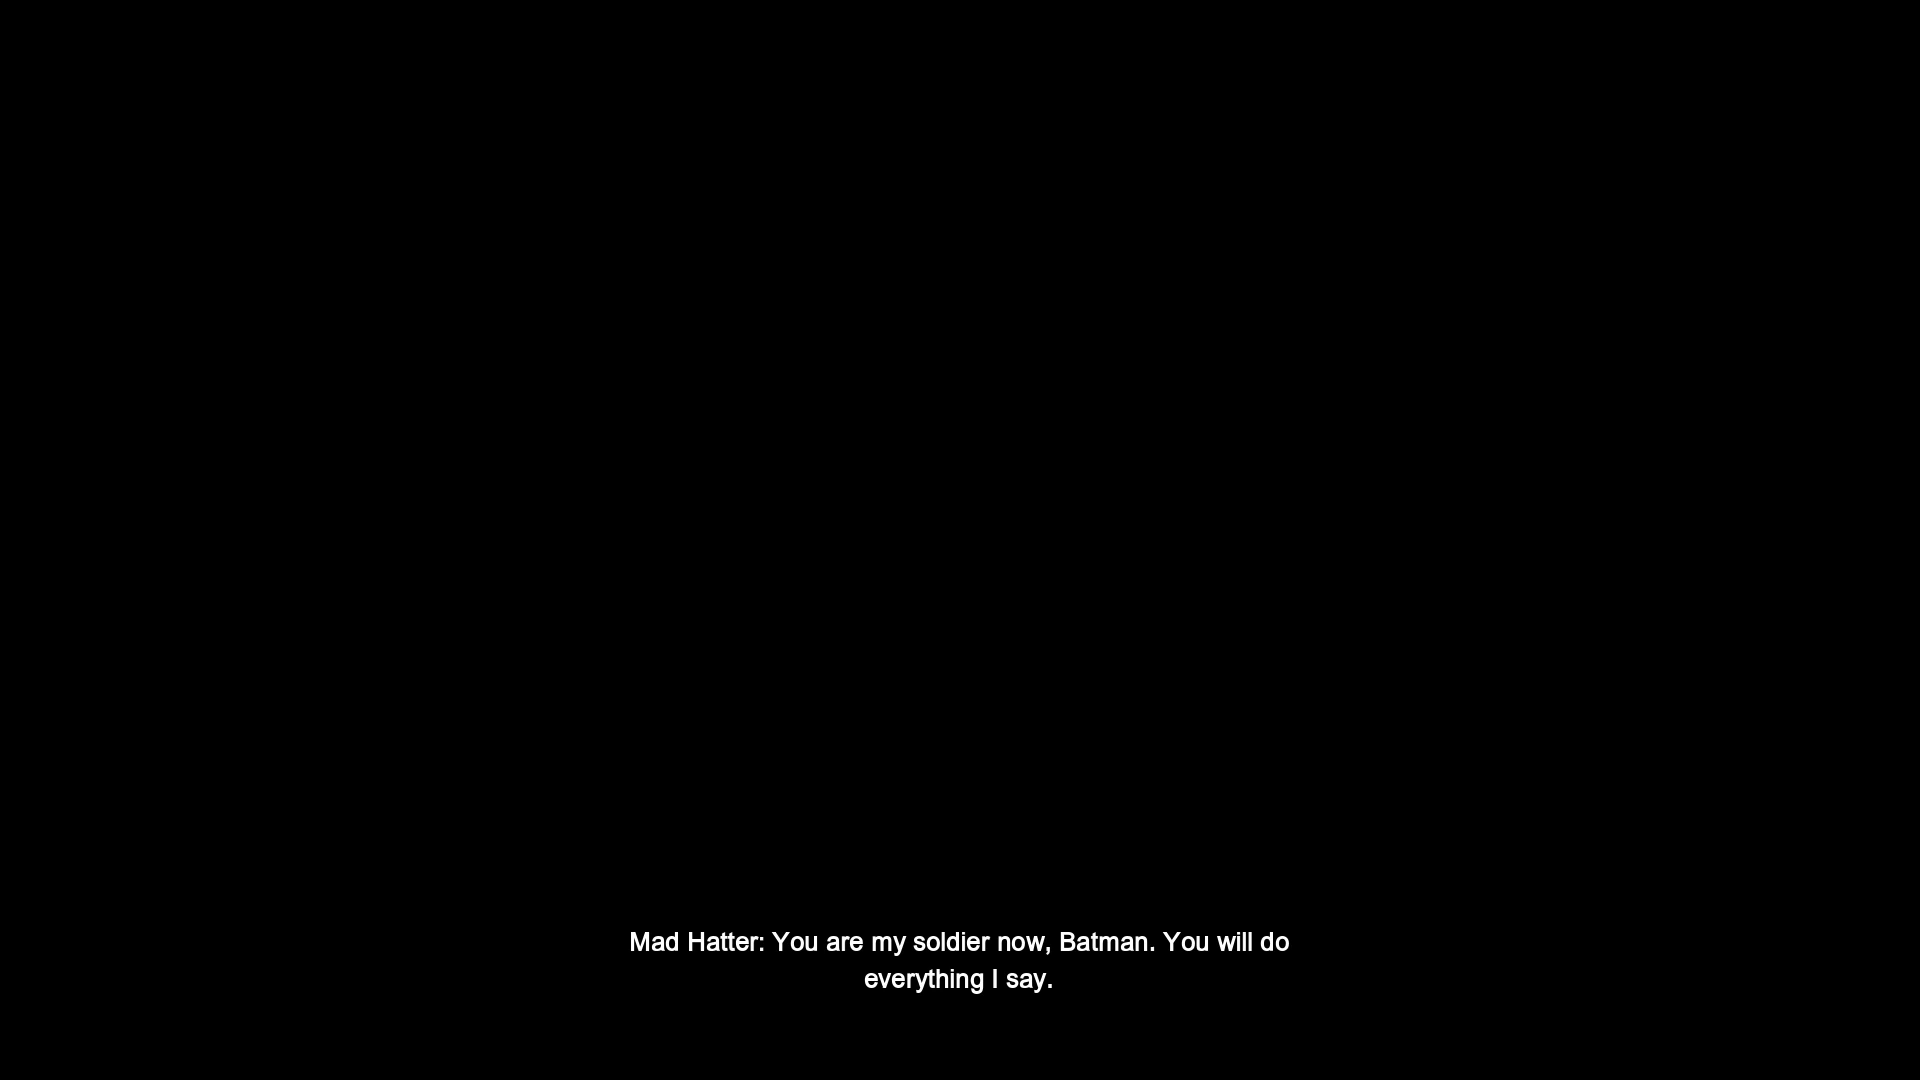 Mad Hatter: You are my soldier now, Batman. You will do
everything I say.